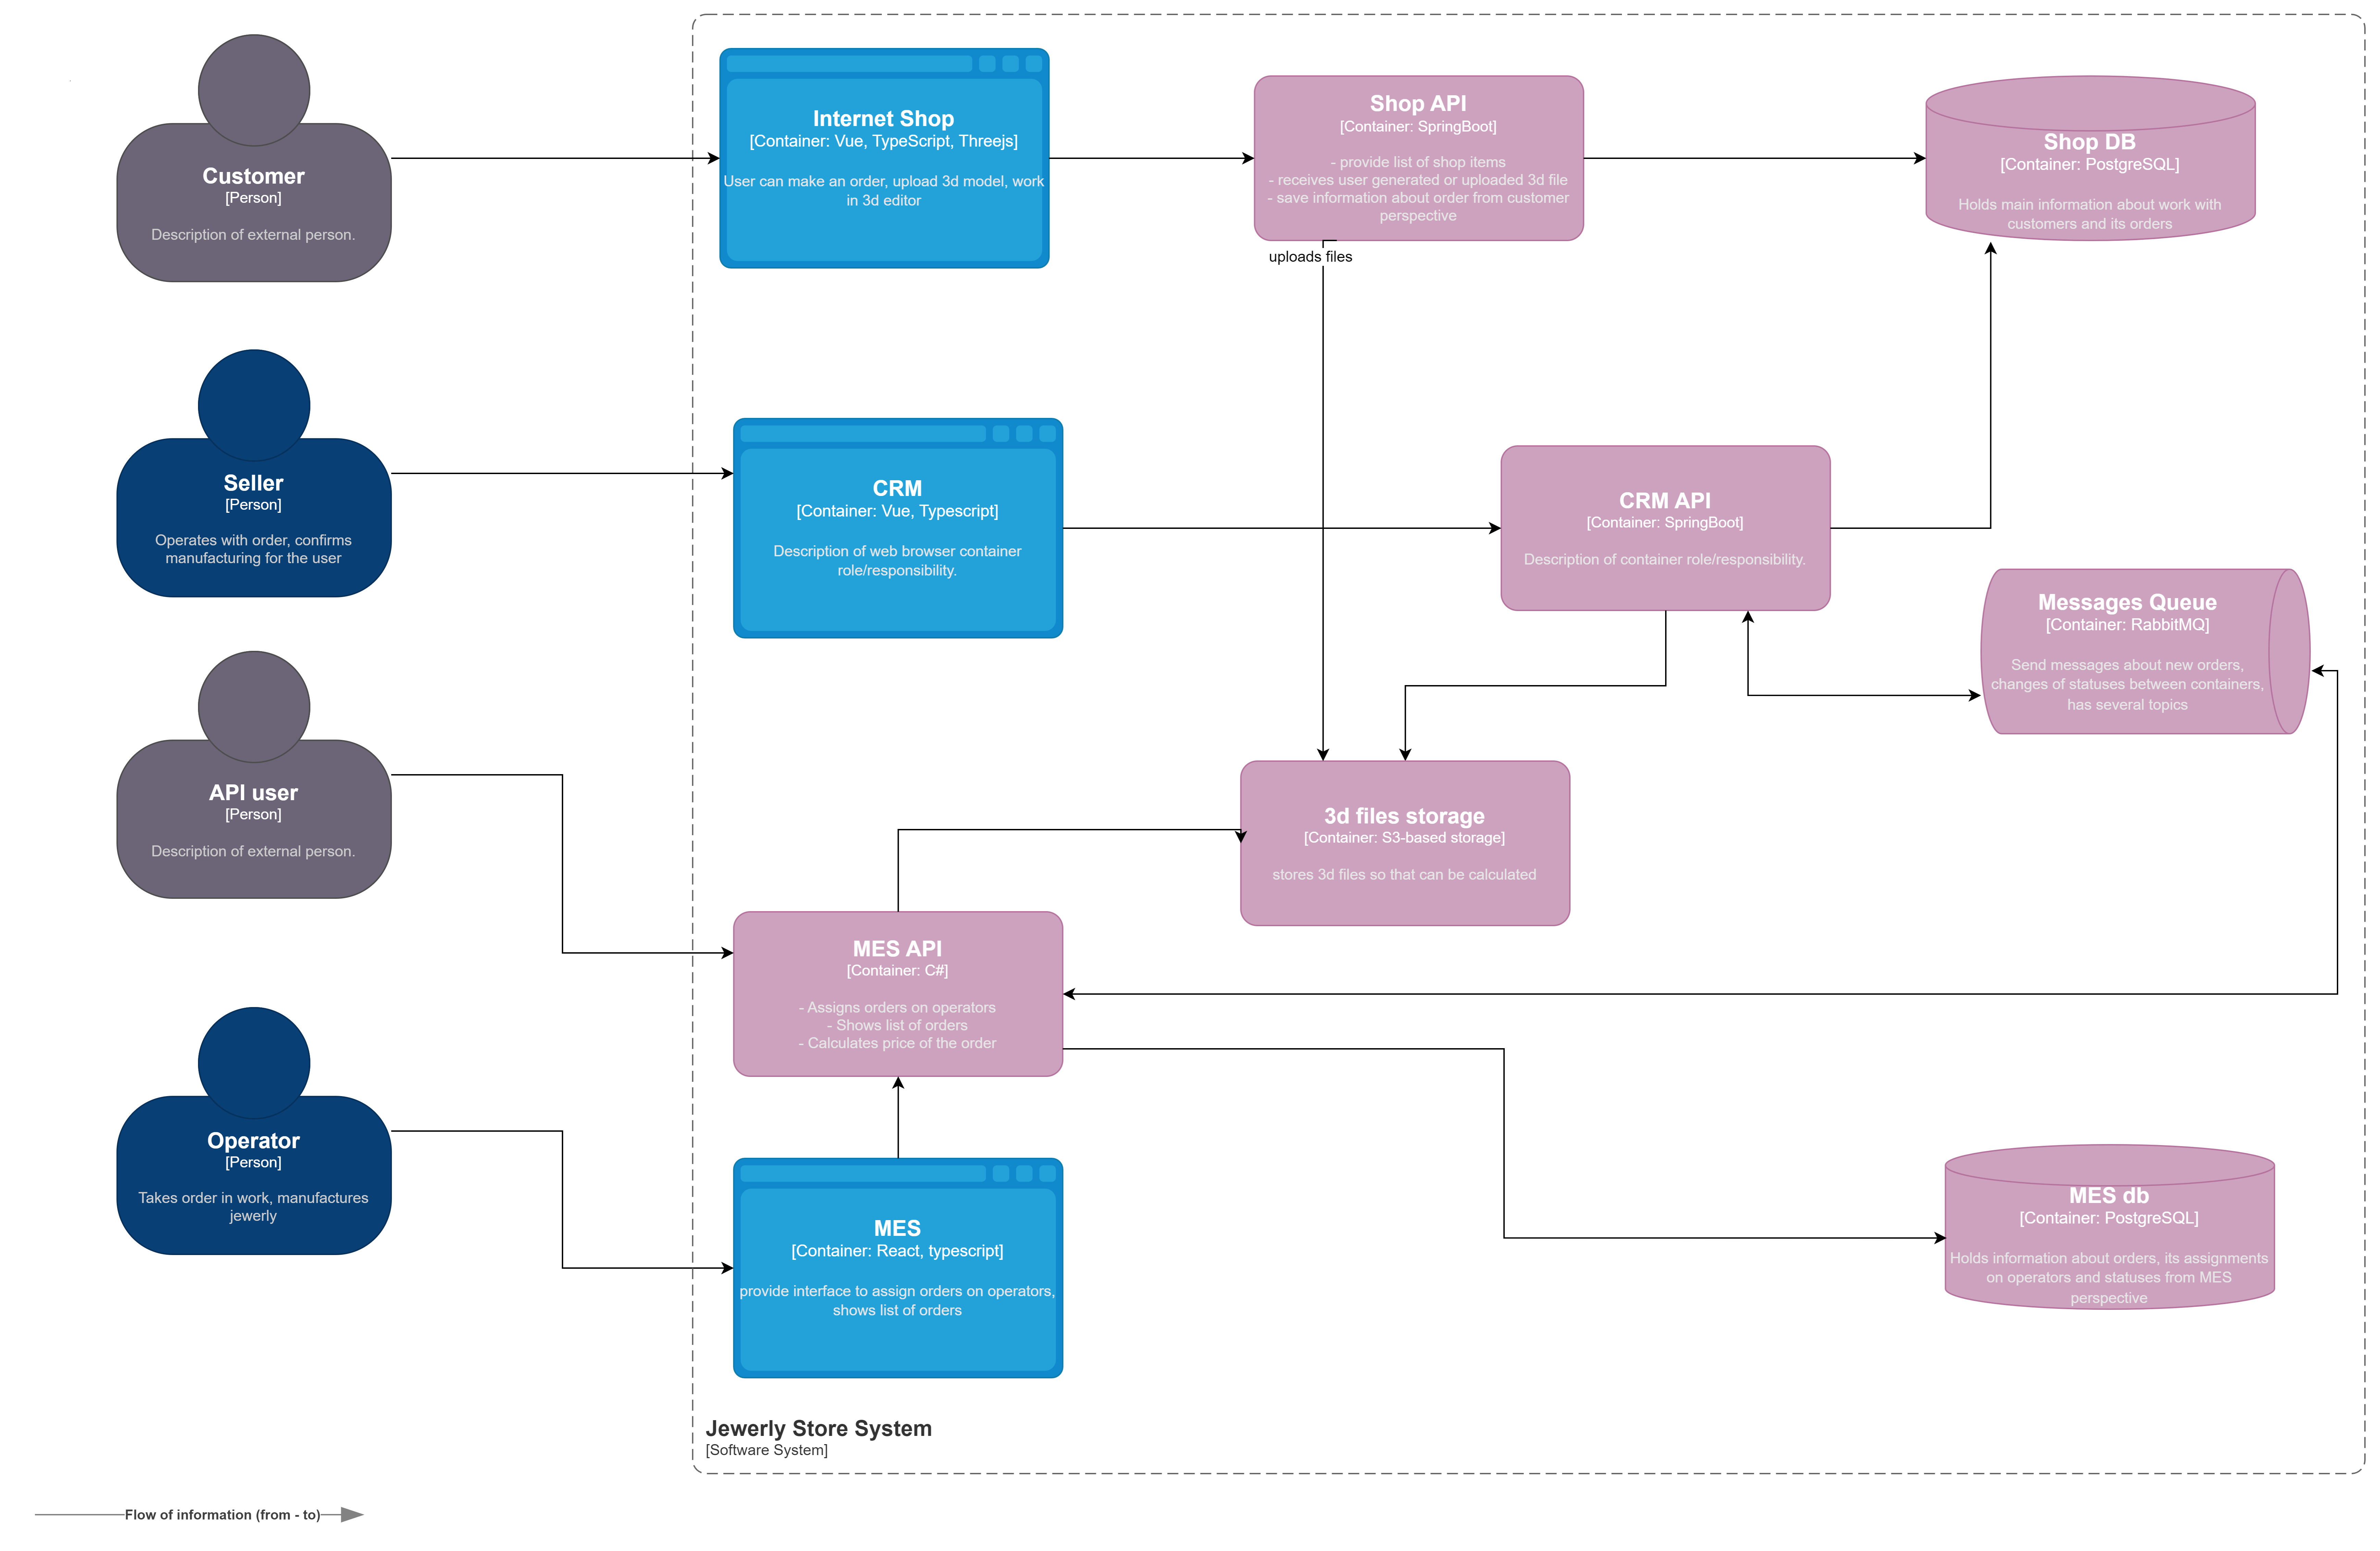 Customer
[Person]
Description of external person.
Internet Shop
[Container: Vue, TypeScript, Threejs]
User can make an order, upload 3d model, work
in 3d editor
Shop API
[Container: SpringBoot]
- provide list of shop items
- receives user generated or uploaded 3d file
- save information about order from customer
perspective
Shop DB
[Container: PostgreSQL]
Holds main information about work with
customers and its orders
uploads files
Seller
[Person]
Operates with order, confirms
manufacturing for the user
CRM
[Container: Vue, Typescript]
Description of web browser container
role/responsibility.
CRM API
[Container: SpringBoot]
Description of container role/responsibility.
Messages Queue
[Container: RabbitMQ]
Send messages about new orders,
changes of statuses between containers,
has several topics
API user
[Person]
Description of external person.
3d files storage
[Container: S3-based storage]
stores 3d files so that can be calculated
MES API
[Container: C#]
- Assigns orders on operators
- Shows list of orders
- Calculates price of the order
Operator
[Person]
Takes order in work, manufactures
jewerly
MES
[Container: React, typescript]
provide interface to assign orders on operators,
shows list of orders
MES db
[Container: PostgreSQL]
Holds information about orders, its assignments
on operators and statuses from MES
perspective
Jewerly Store System
[Software System]
Flow of information (from - to)